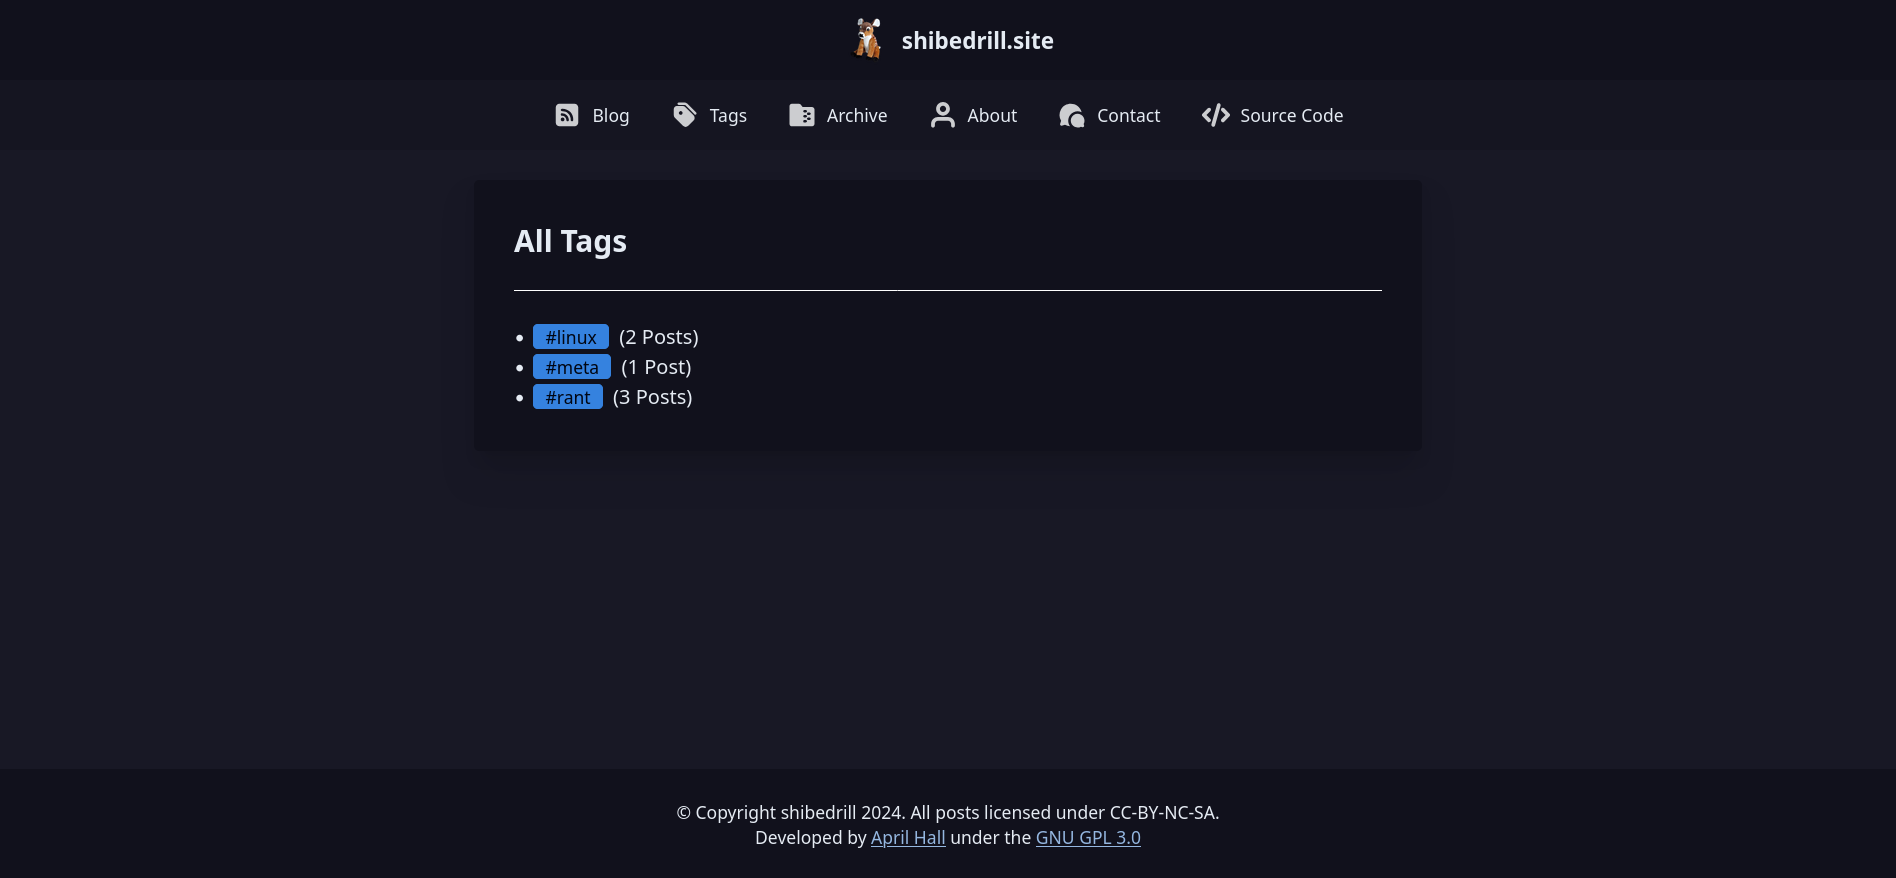 shibedrill.site
Blog Tags Archive About Contact Source Code
All Tags
• #linux (2 Posts)
• #meta (1 Post)
• #rant (3 Posts)
© Copyright shibedrill 2024. All posts licensed under CC-BY-NC-SA.
Developed by April Hall under the GNU GPL 3.0